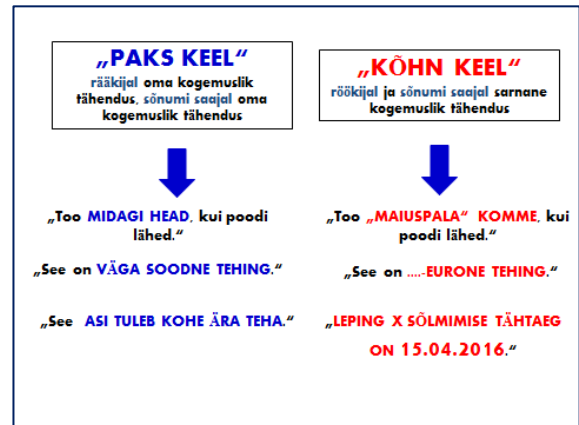 „PAKS KEEL“
rääkijal oma kogemuslik
tähendus, sõnumi saajal oma
kogemuslik tähendus
„Too MIDAGI HEAD, kui poodi
lähed.“
„See on VÄGA SOODNE TEHING.“
„See ASI TULEB KOHE ÄRA TEHA.“
„KÕHN KEEL“
röökijal ja sõnumi saajal sarnane
kogemuslik tähendus
„Too „MAIUSPALA“ KOMME, kui
poodi lähed.“
„See on ....-EURONE TEHING.“
„LEPING X SÕLMIMISE TÄHTAEG
ON 15.04.2016.“